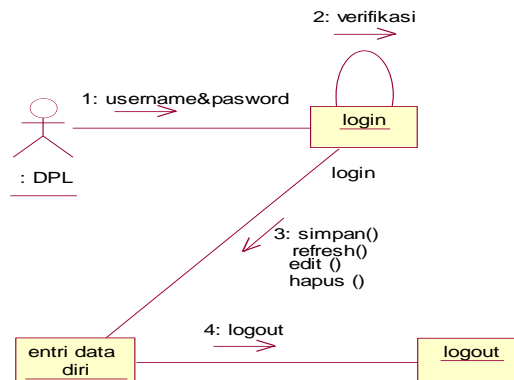 2: verifikasi
1: username&pasword
login
: DPL
login
3: simpan()
refresh()
edit ()
hapus ()
4: logout
entri data
diri
logout